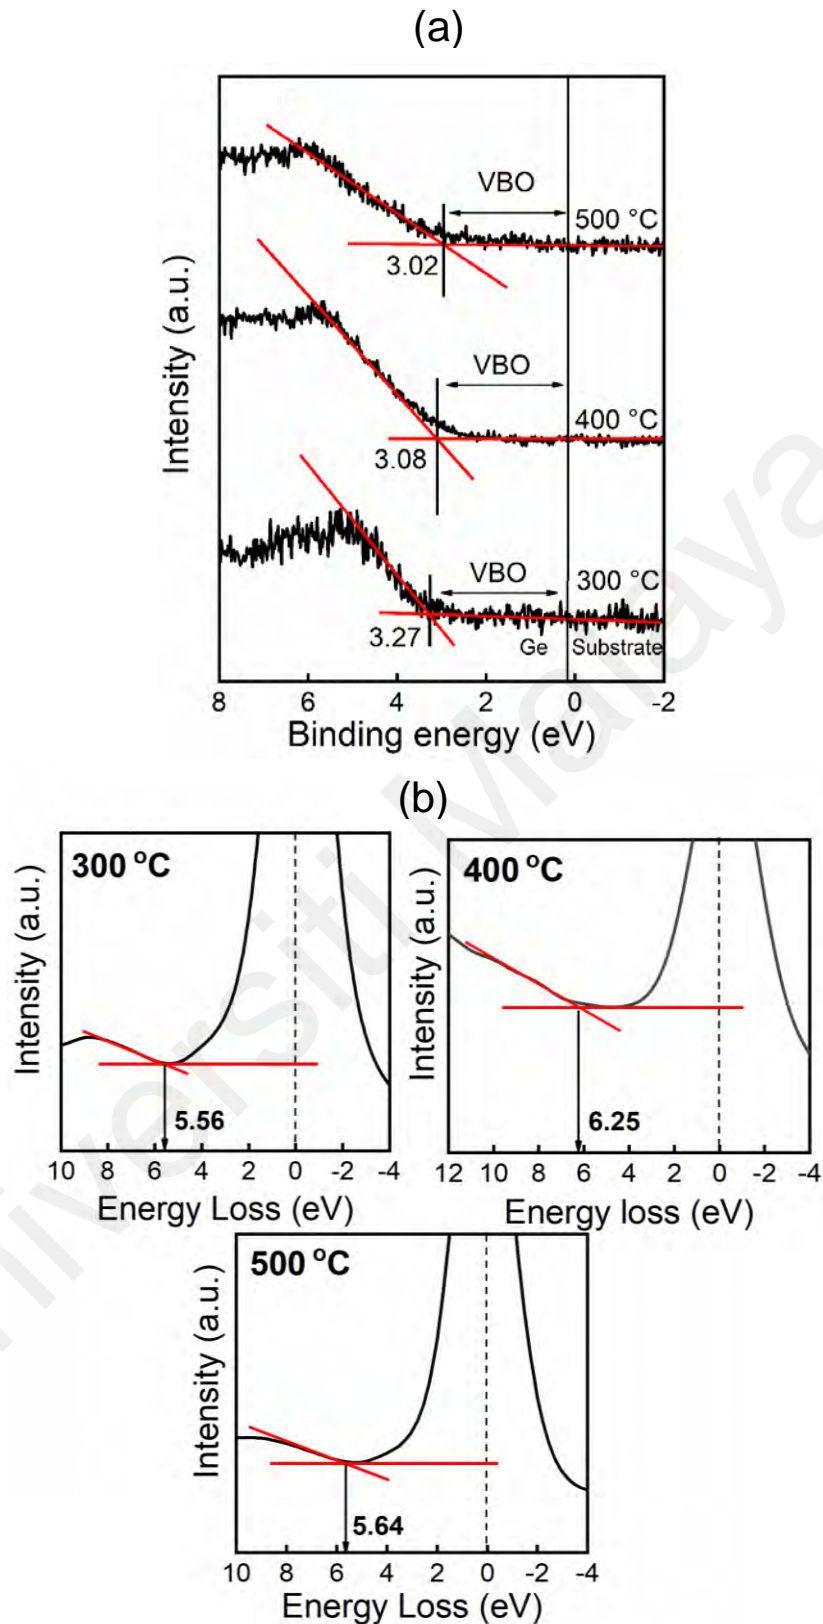 (a)
Intensity (a.u.)
VBO
500 °C
3.02
VBO
400 °C
3.08
VBO
300 °C
3.27
Ge
Substrate
8 6 4 2 0 -2
Binding energy (eV)
(b)
300 °C
Intensity (a.u.)
5.56
10 8 6 4 2 0 -2 -4
Energy Loss (eV)
400 °C
Intensity (a.u.)
6.25
12 10 8 6 4 2 0 -2 -4
Energy loss (eV)
500 °C
Intensity (a.u.)
5.64
10 8 6 4 2 0 -2 -4
Energy Loss (eV)
Universiti Malaya